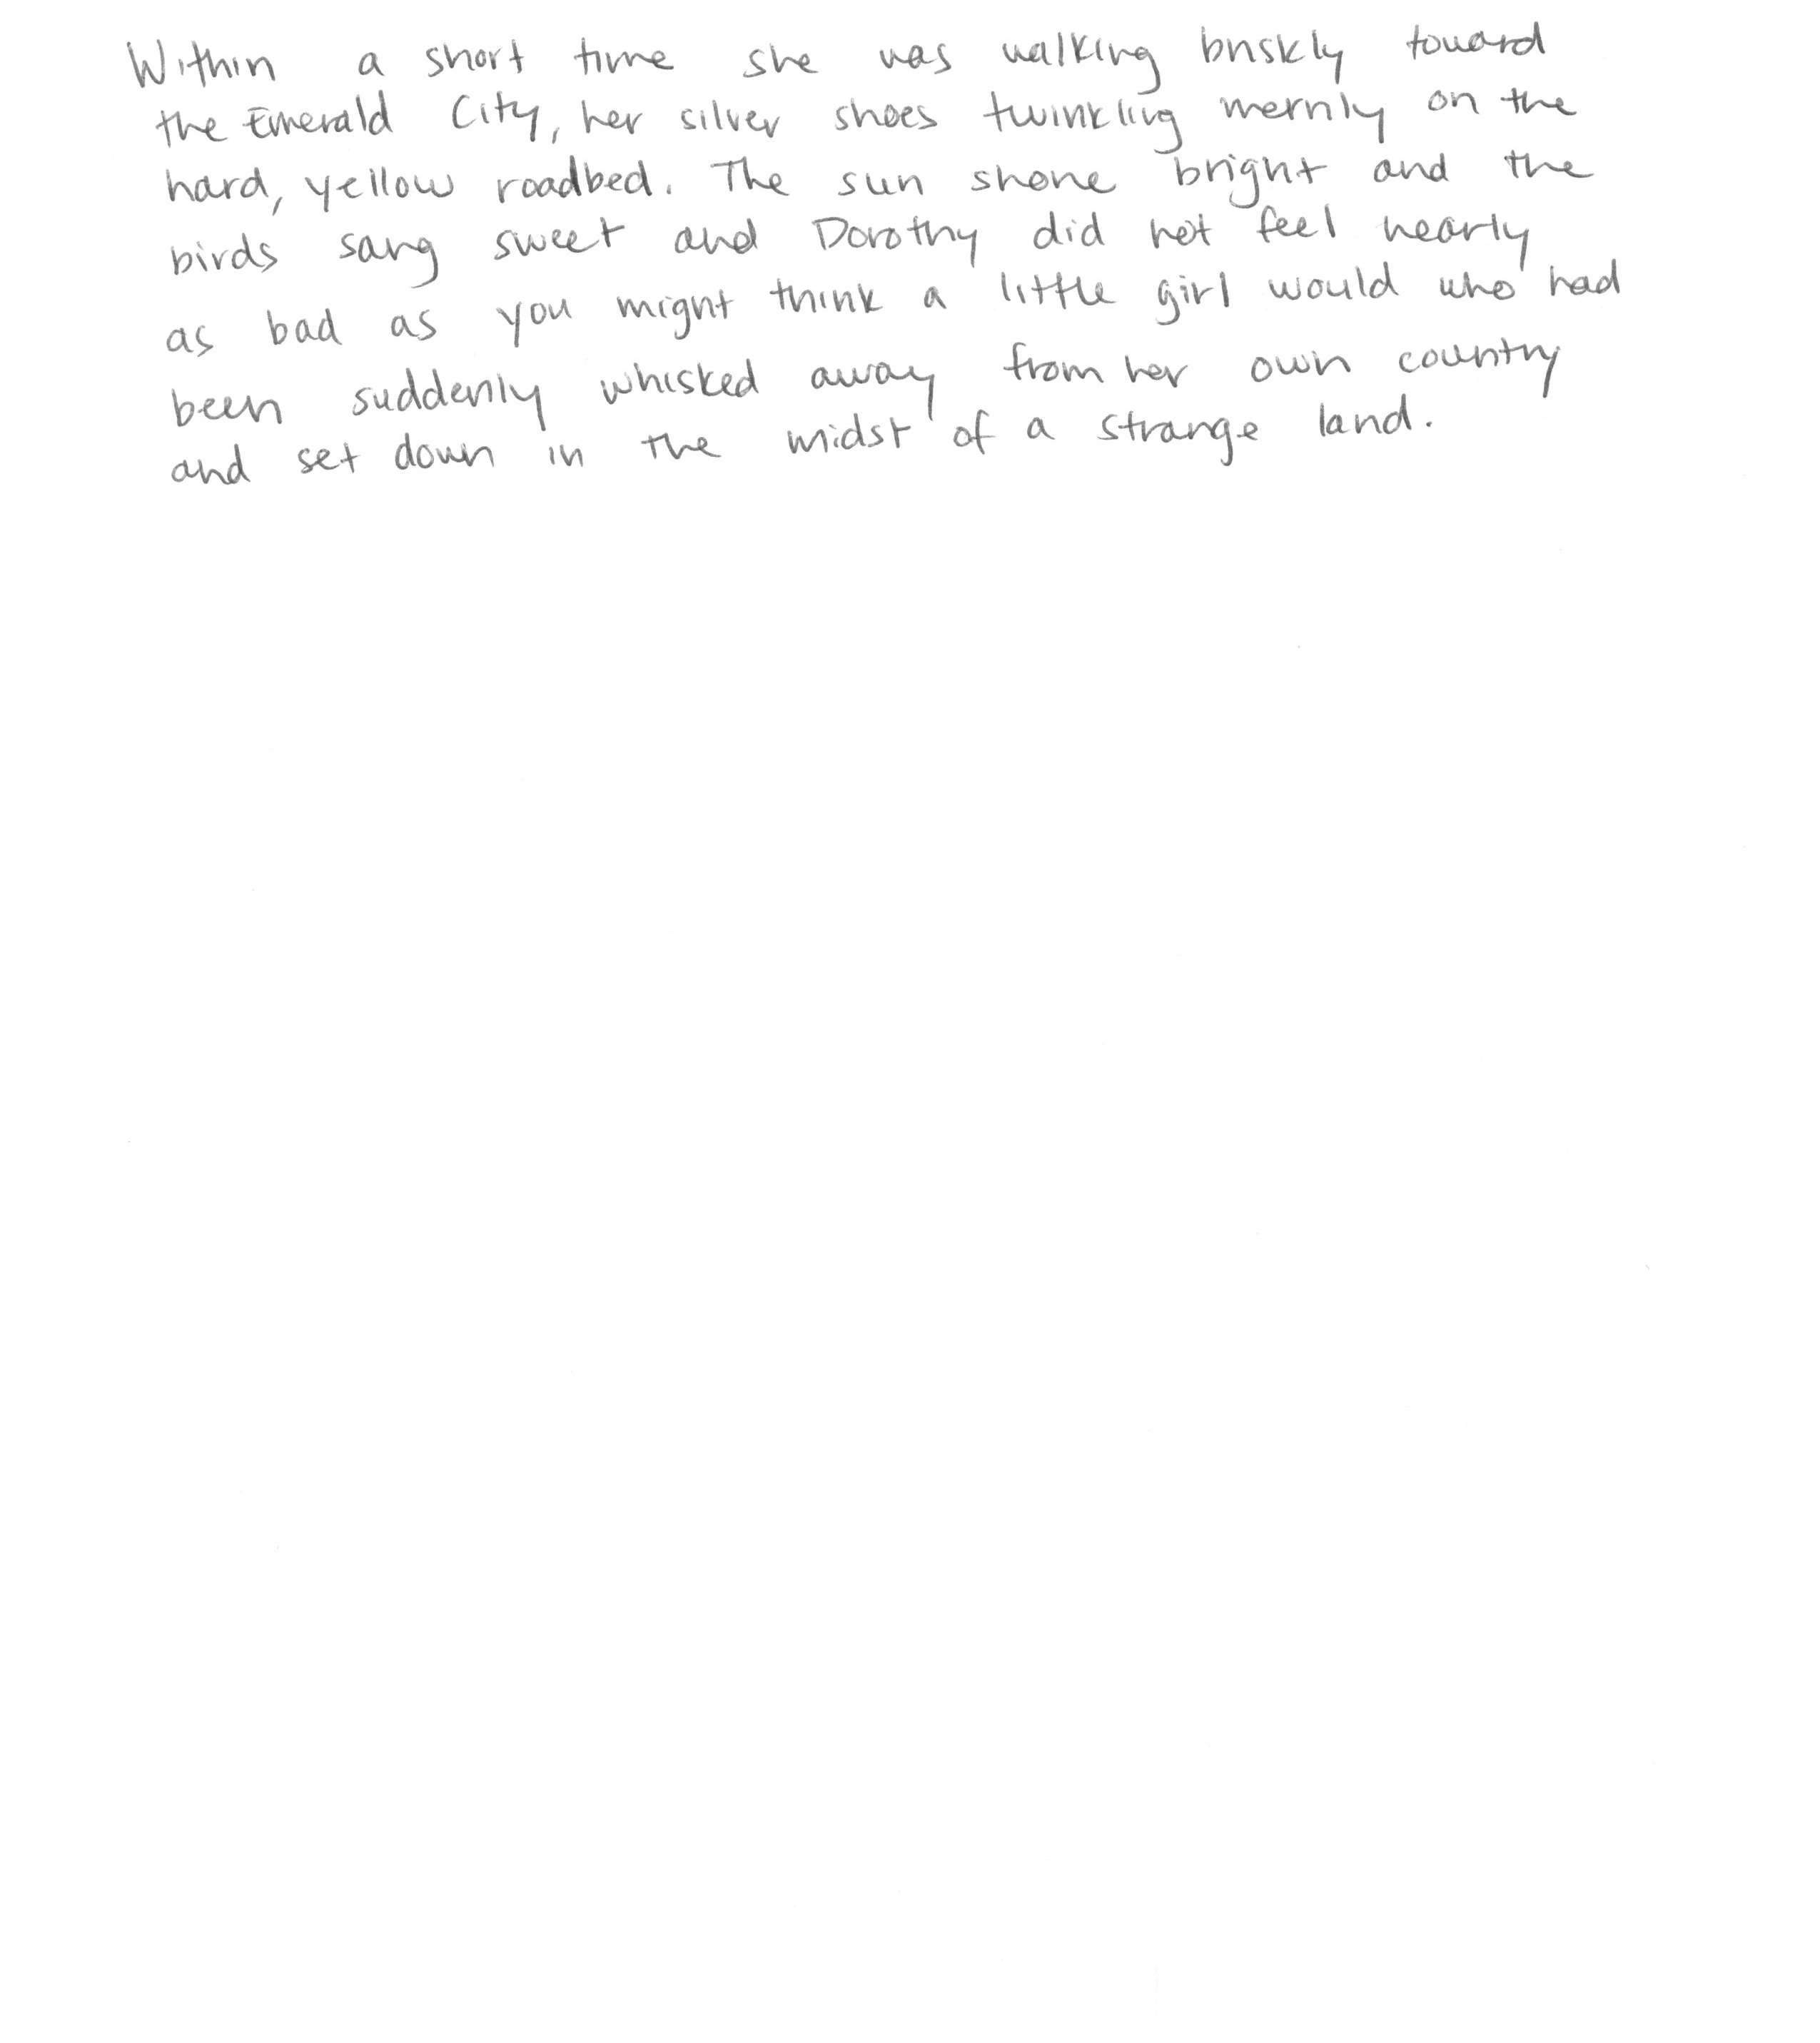 Within a short time she was walking briskly toward
the Emerald City, her silver shoes twinkling merrily on the
hard, yellow roadbed. The sun shone bright and the
birds sang sweet and Dorothy did not feel nearly
as bad as you might think a little girl would who had
been suddenly whisked away from her own country
and set down in the midst of a strange land.